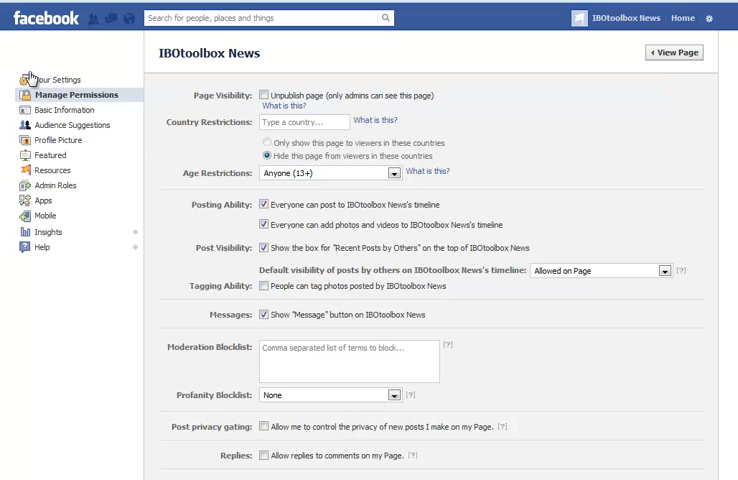 facebook
Search for people, places and things
IBOtoolbox News
Home
our Settings
Manage Permissions
Basic Information
Audience Suggestions
Profile Picture
Featured
Resources
Admin Roles
Apps
Mobile
Insights
Help
IBOtoolbox News
View Page
Page Visibility: Unpublish page (only admins can see this page)
What is this?
Country Restrictions: Type a country... What is this?
Only show this page to viewers in these countries
Hide this page from viewers in these countries
Age Restrictions: Anyone (13+) What is this?
Posting Ability: Everyone can post to IBOtoolbox News's timeline
Everyone can add photos and videos to IBOtoolbox News's timeline
Post Visibility: Show the box for "Recent Posts by Others" on the top of IBOtoolbox News
Default visibility of posts by others on IBOtoolbox News's timeline: Allowed on Page [?]
Tagging Ability: People can tag photos posted by IBOtoolbox News
Messages: Show "Message" button on IBOtoolbox News
Moderation Blocklist: Comma separated list of terms to block... [?]
Profanity Blocklist: None [?]
Post privacy gating: Allow me to control the privacy of new posts I make on my Page. [?]
Replies: Allow replies to comments on my Page. [?]